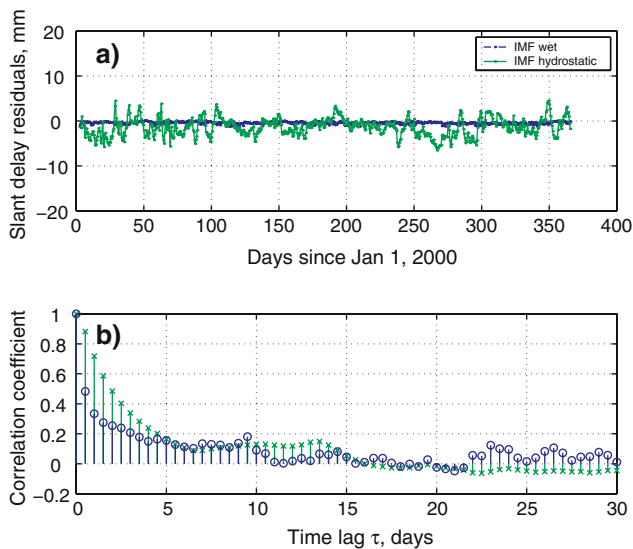 a)
IMF wet
IMF hydrostatic
Slant delay residuals, mm
20
10
0
−10
−20
0 50 100 150 200 250 300 350 400
Days since Jan 1, 2000
b)
Correlation coefficient
1
0.8
0.6
0.4
0.2
0
−0.2
0 5 10 15 20 25 30
Time lag τ, days